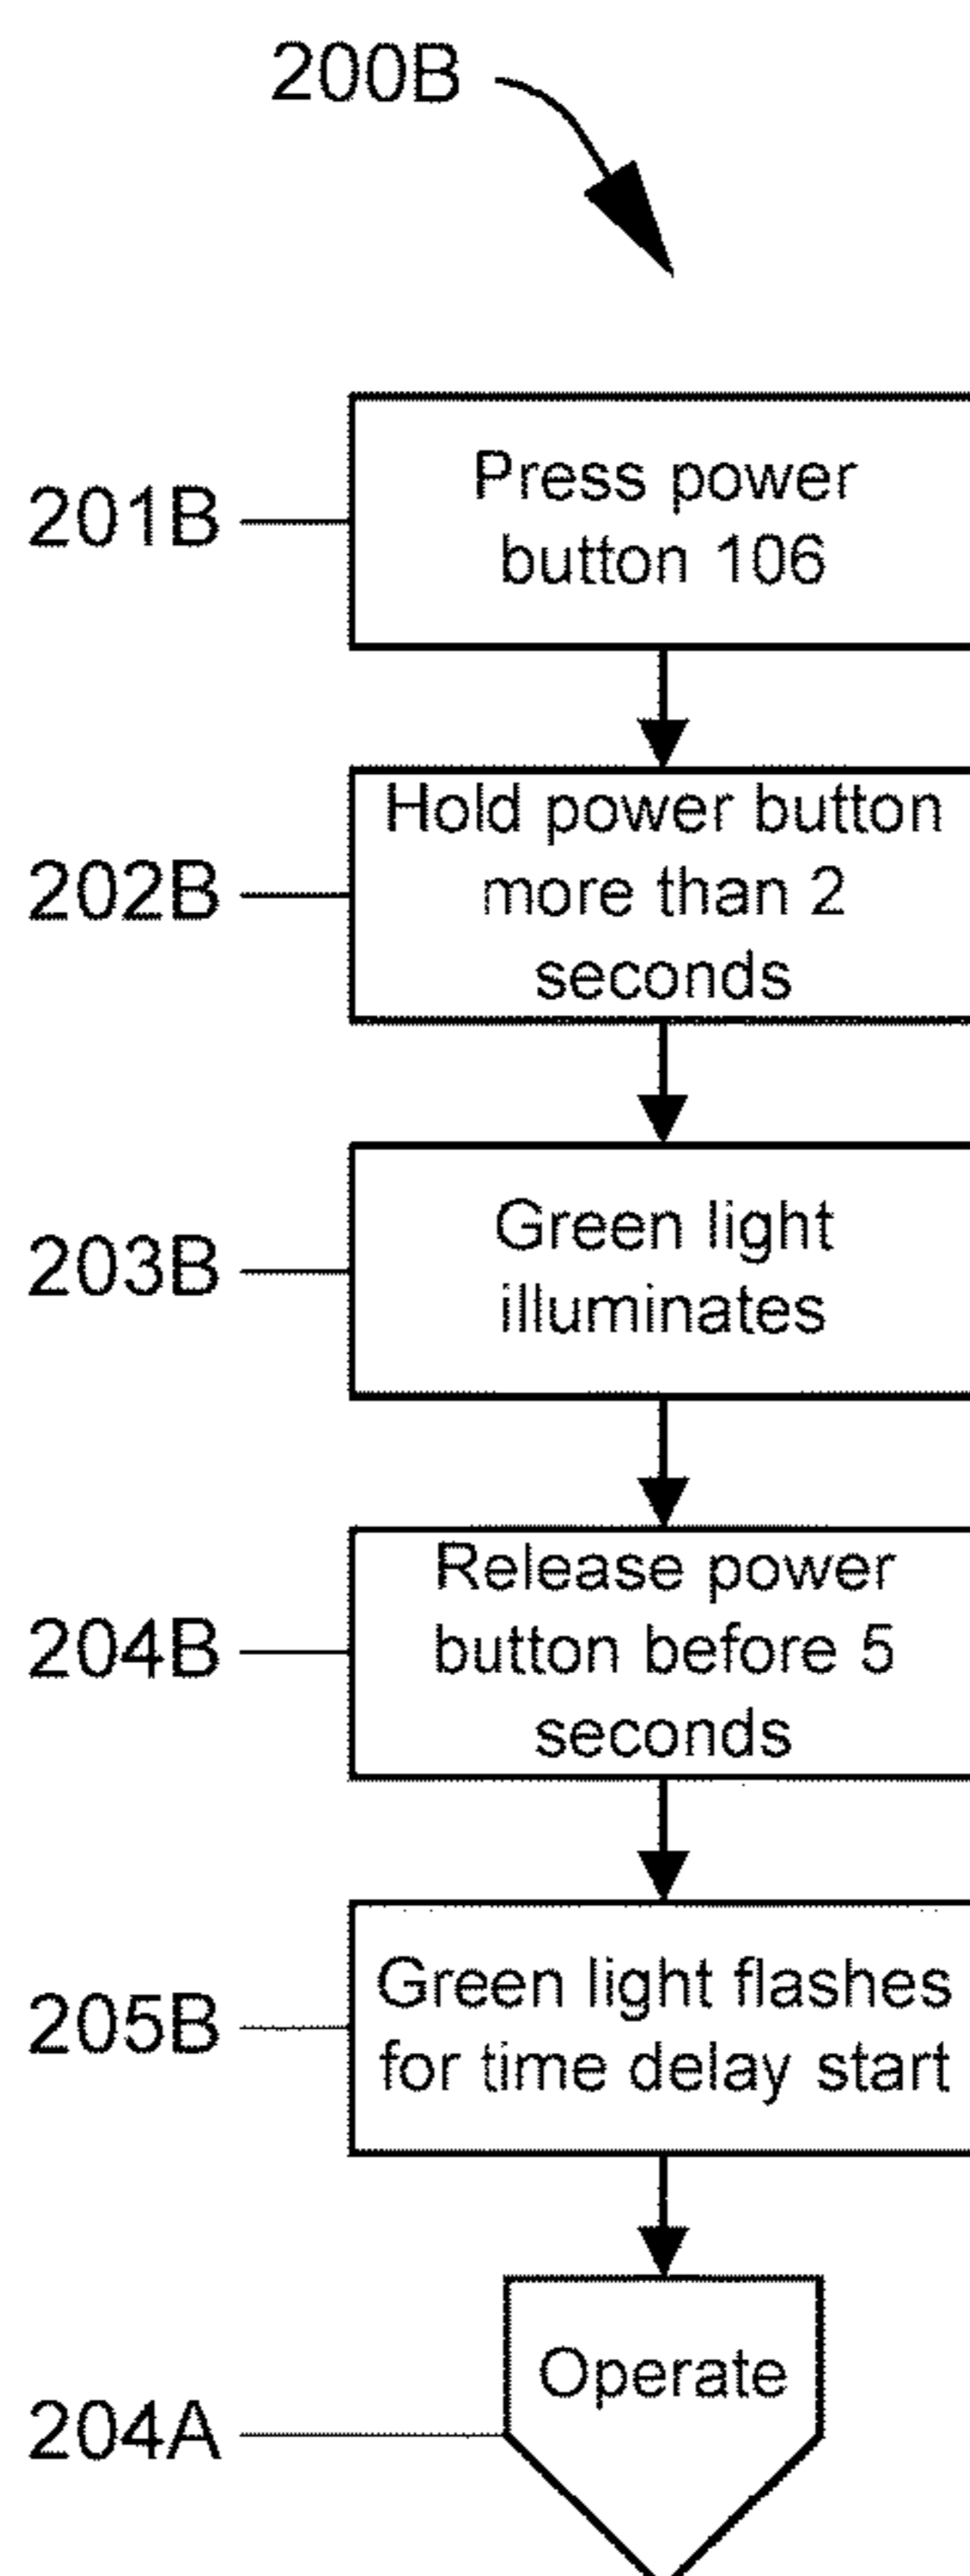 200B
201B
Press power
button 106
202B
Hold power button
more than 2
seconds
203B
Green light
illuminates
204B
Release power
button before 5
seconds
205B
Green light flashes
for time delay start
204A
Operate